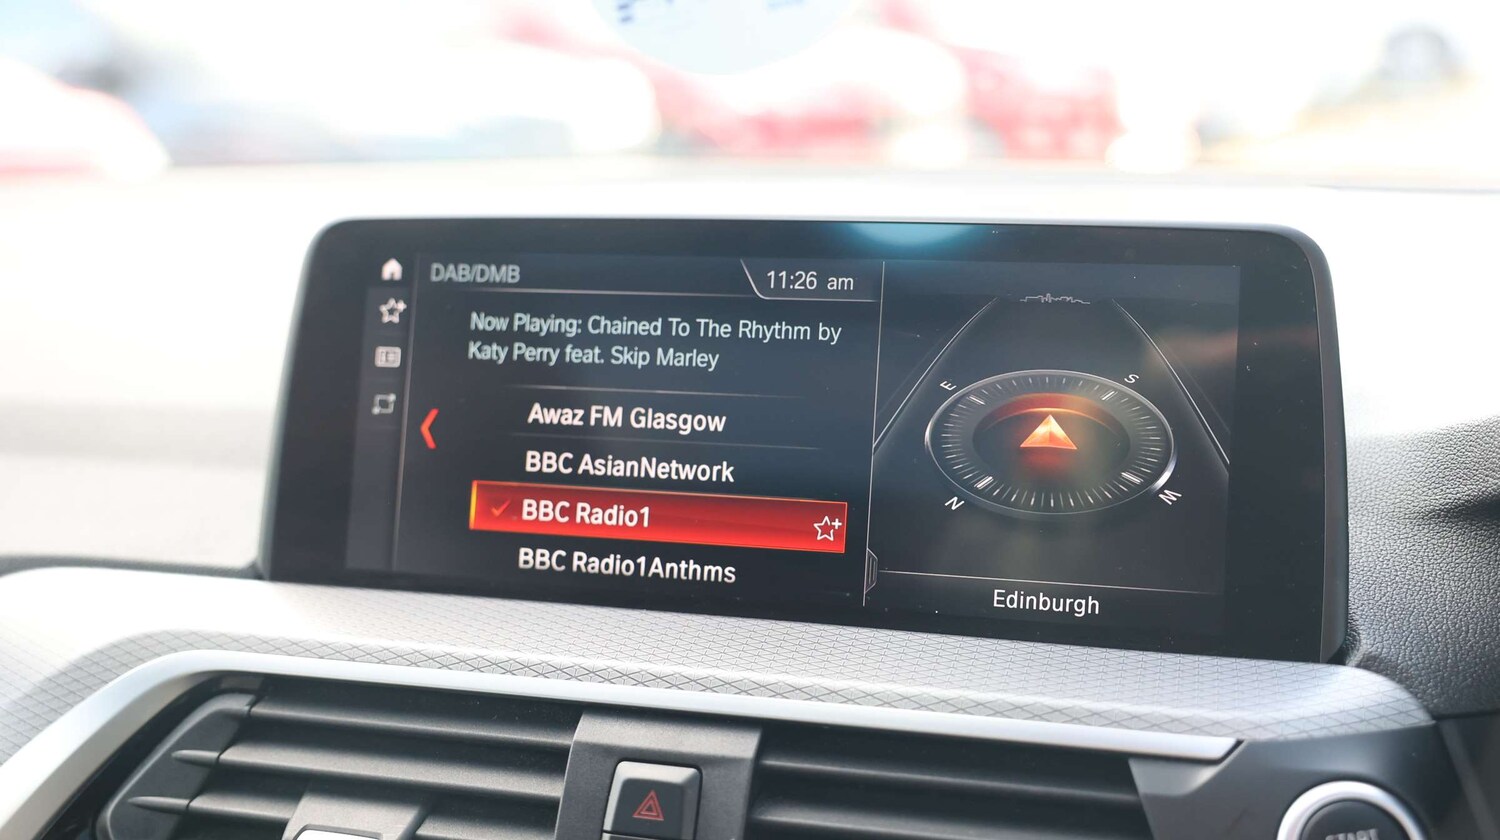 DAB/DMB
11:26 am
Now Playing: Chained To The Rhythm by
Katy Perry feat. Skip Marley
Awaz FM Glasgow
BBC AsianNetwork
BBC Radio1
BBC Radio1Anthms
E
S
N
W
Edinburgh
START